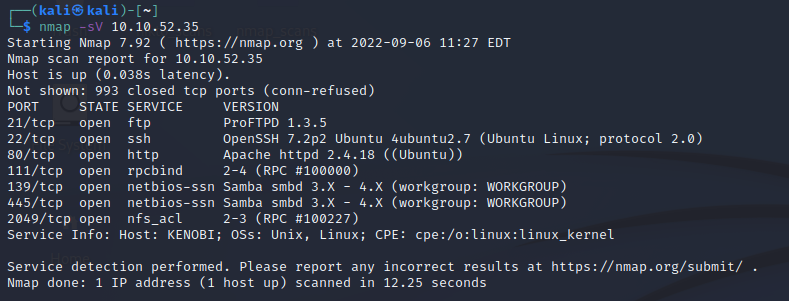 ┌──(kali㉿kali)-[~]
└─$ nmap -sV 10.10.52.35
Starting Nmap 7.92 ( https://nmap.org ) at 2022-09-06 11:27 EDT
Nmap scan report for 10.10.52.35
Host is up (0.038s latency).
Not shown: 993 closed tcp ports (conn-refused)
PORT     STATE SERVICE     VERSION
21/tcp   open  ftp         ProFTPD 1.3.5
22/tcp   open  ssh         OpenSSH 7.2p2 Ubuntu 4ubuntu2.7 (Ubuntu Linux; protocol 2.0)
80/tcp   open  http        Apache httpd 2.4.18 ((Ubuntu))
111/tcp  open  rpcbind     2-4 (RPC #100000)
139/tcp  open  netbios-ssn Samba smbd 3.X - 4.X (workgroup: WORKGROUP)
445/tcp  open  netbios-ssn Samba smbd 3.X - 4.X (workgroup: WORKGROUP)
2049/tcp open  nfs_acl     2-3 (RPC #100227)
Service Info: Host: KENOBI; OSs: Unix, Linux; CPE: cpe:/o:linux:linux_kernel
Home
Service detection performed. Please report any incorrect results at https://nmap.org/submit/ .
Nmap done: 1 IP address (1 host up) scanned in 12.25 seconds